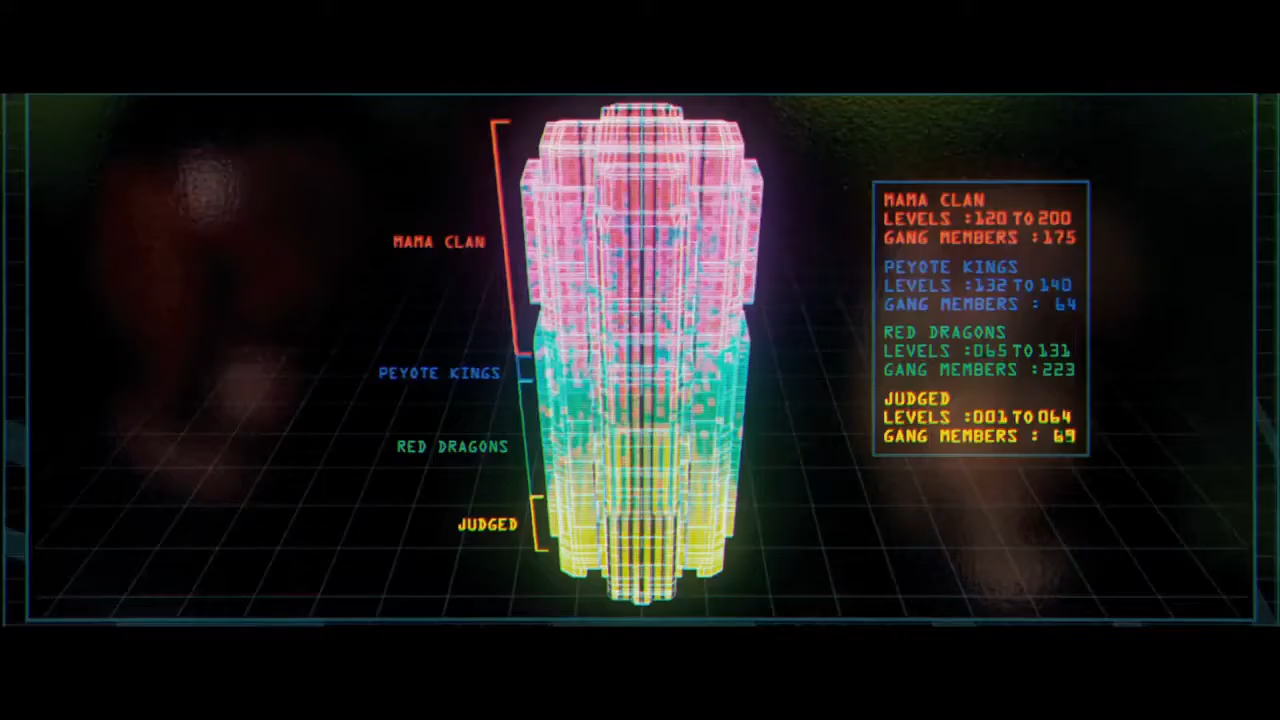 MAMA CLAN
PEYOTE KINGS
RED DRAGONS
JUDGED
MAMA CLAN
LEVELS :120 TO 200
GANG MEMBERS :175
PEYOTE KINGS
LEVELS :132 TO 140
GANG MEMBERS : 64
RED DRAGONS
LEVELS :065 TO 131
GANG MEMBERS :223
JUDGED
LEVELS :001 TO 064
GANG MEMBERS : 69